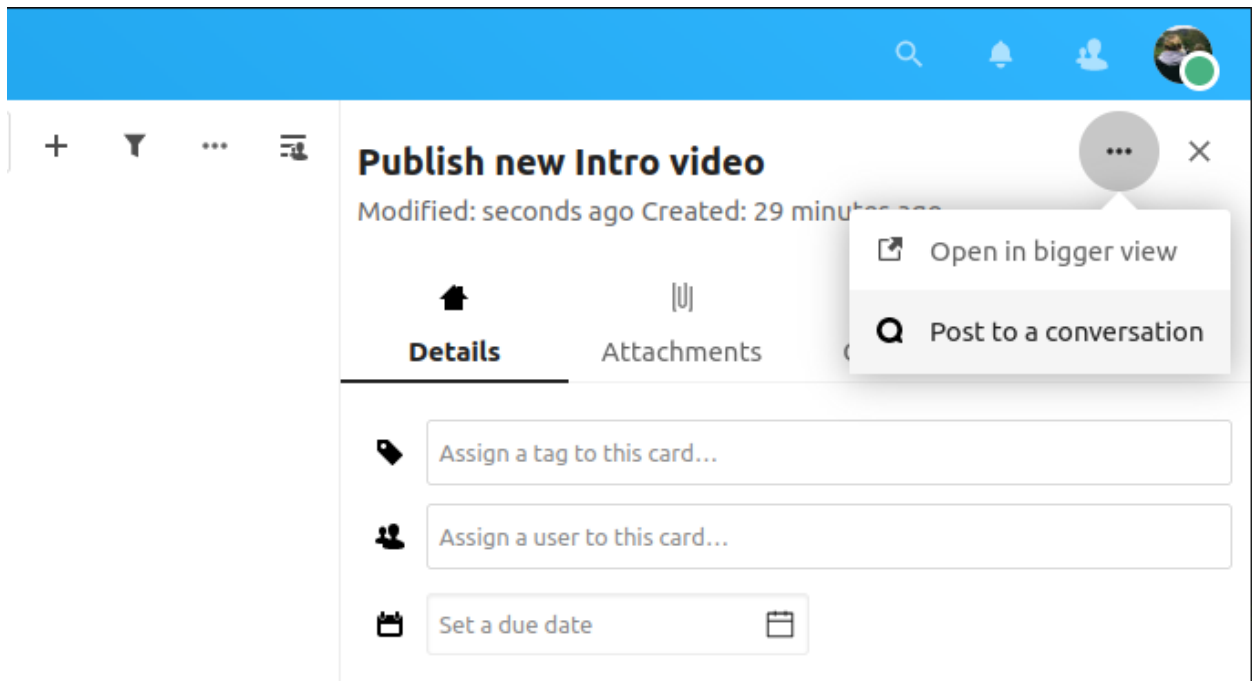 Publish new Intro video
Modified: seconds ago Created: 29 minutes ago
Open in bigger view
Post to a conversation
Details
Attachments
Assign a tag to this card...
Assign a user to this card...
Set a due date